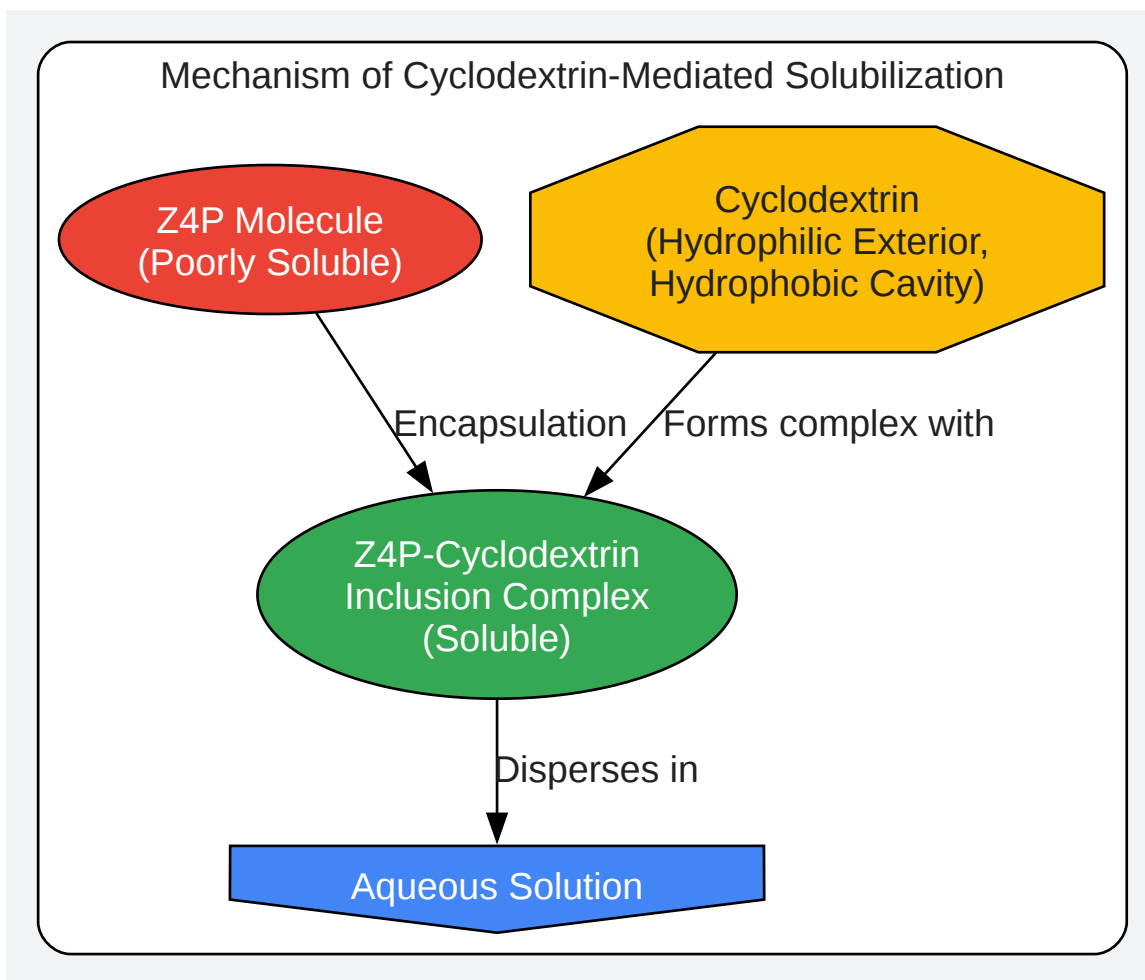 Mechanism of Cyclodextrin-Mediated Solubilization
Z4P Molecule
(Poorly Soluble)
Cyclodextrin
(Hydrophilic Exterior,
Hydrophobic Cavity)
Encapsulation
Forms complex with
Z4P-Cyclodextrin
Inclusion Complex
(Soluble)
Disperses in
Aqueous Solution